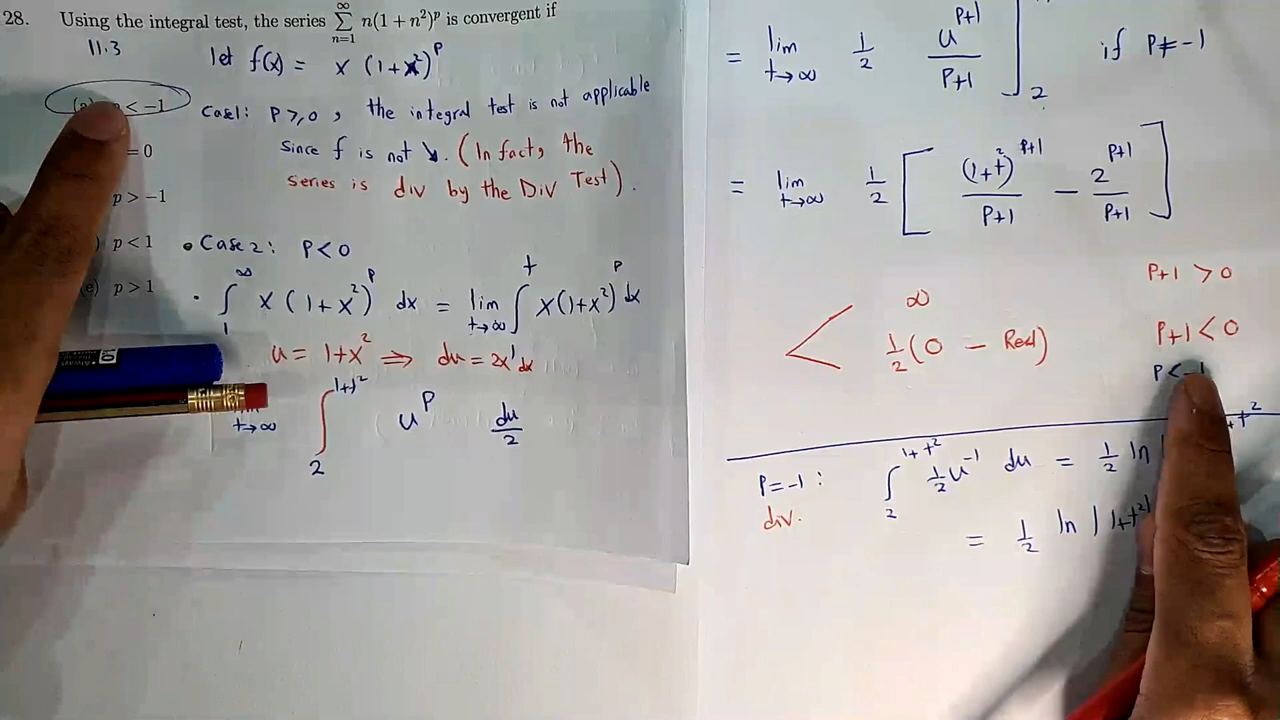 28. Using the integral test, the series ∑_{n=1}^{∞} n(1 + n²)^p is convergent if
11.3
let f(x) = x (1+x²)^p
< −1
= 0
p > −1
p < 1
(e) p > 1
Case1: P ≥ 0, the integral test is not applicable
since f is not ↘. (In fact, the
series is div by the Div Test).
• Case 2: P < 0
• ∫_1^∞ x (1+x²)^p dx = lim_{t→∞} ∫^t x(1+x²)^p dx
u = 1+x² ⇒ du = 2x' dx
t→∞ ∫_2^{1+t²} u^p du/2
= lim_{t→∞} 1/2 u^{p+1}/(p+1) ]_2 if P ≠ -1
= lim_{t→∞} 1/2 [ (1+t²)^{p+1}/(p+1) − 2^{p+1}/(p+1) ]
∞ P+1 > 0
1/2 (0 − Real) P+1 < 0
P < -1
P = -1 : ∫_2^{1+t²} 1/2 u^{-1} du = 1/2 ln
div.
= 1/2 ln |1+t²|